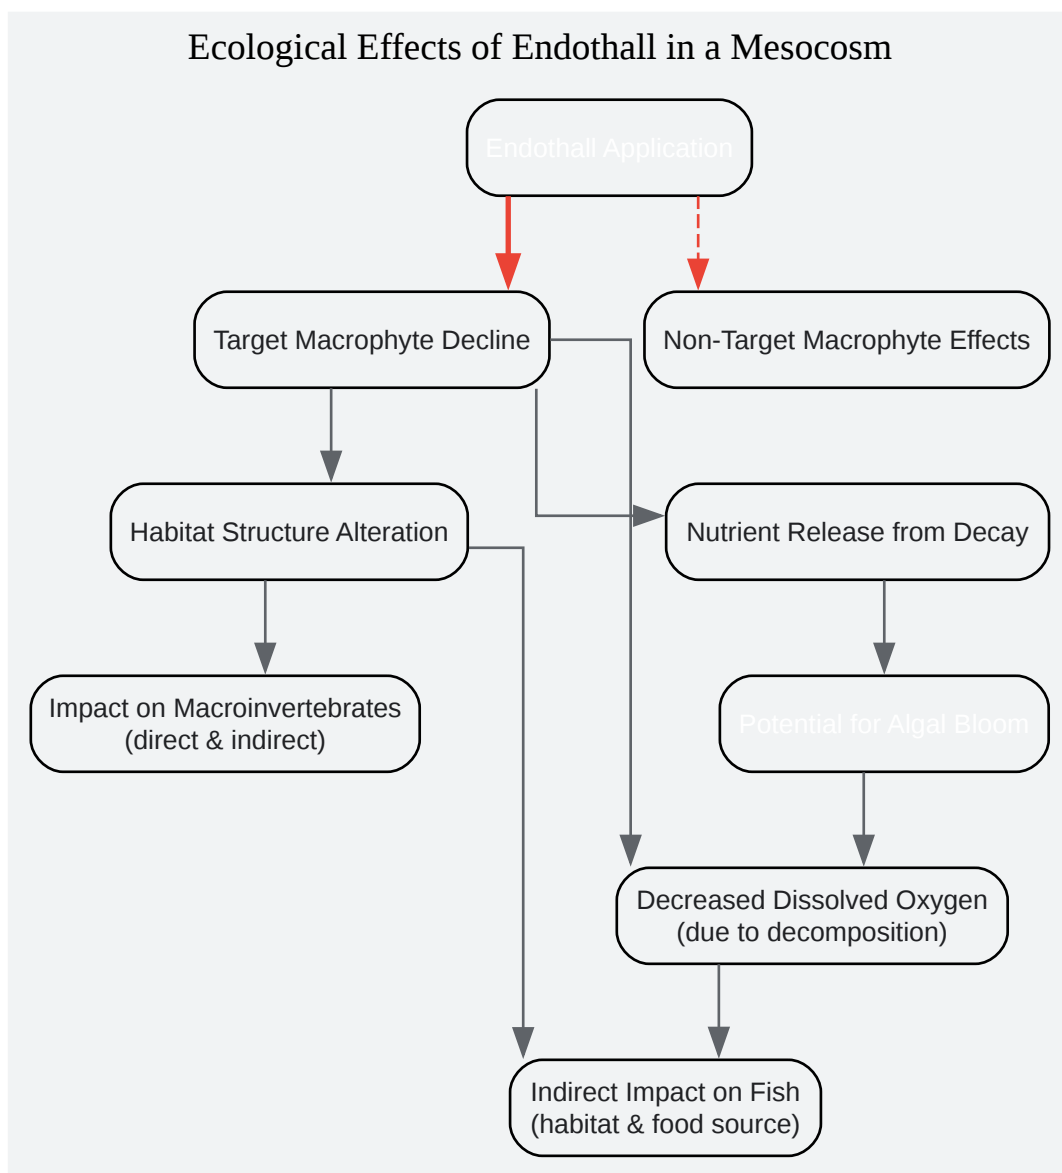 Ecological Effects of Endothall in a Mesocosm
Endothall Application
Target Macrophyte Decline
Non-Target Macrophyte Effects
Habitat Structure Alteration
Nutrient Release from Decay
Impact on Macroinvertebrates
(direct & indirect)
Potential for Algal Bloom
Decreased Dissolved Oxygen
(due to decomposition)
Indirect Impact on Fish
(habitat & food source)